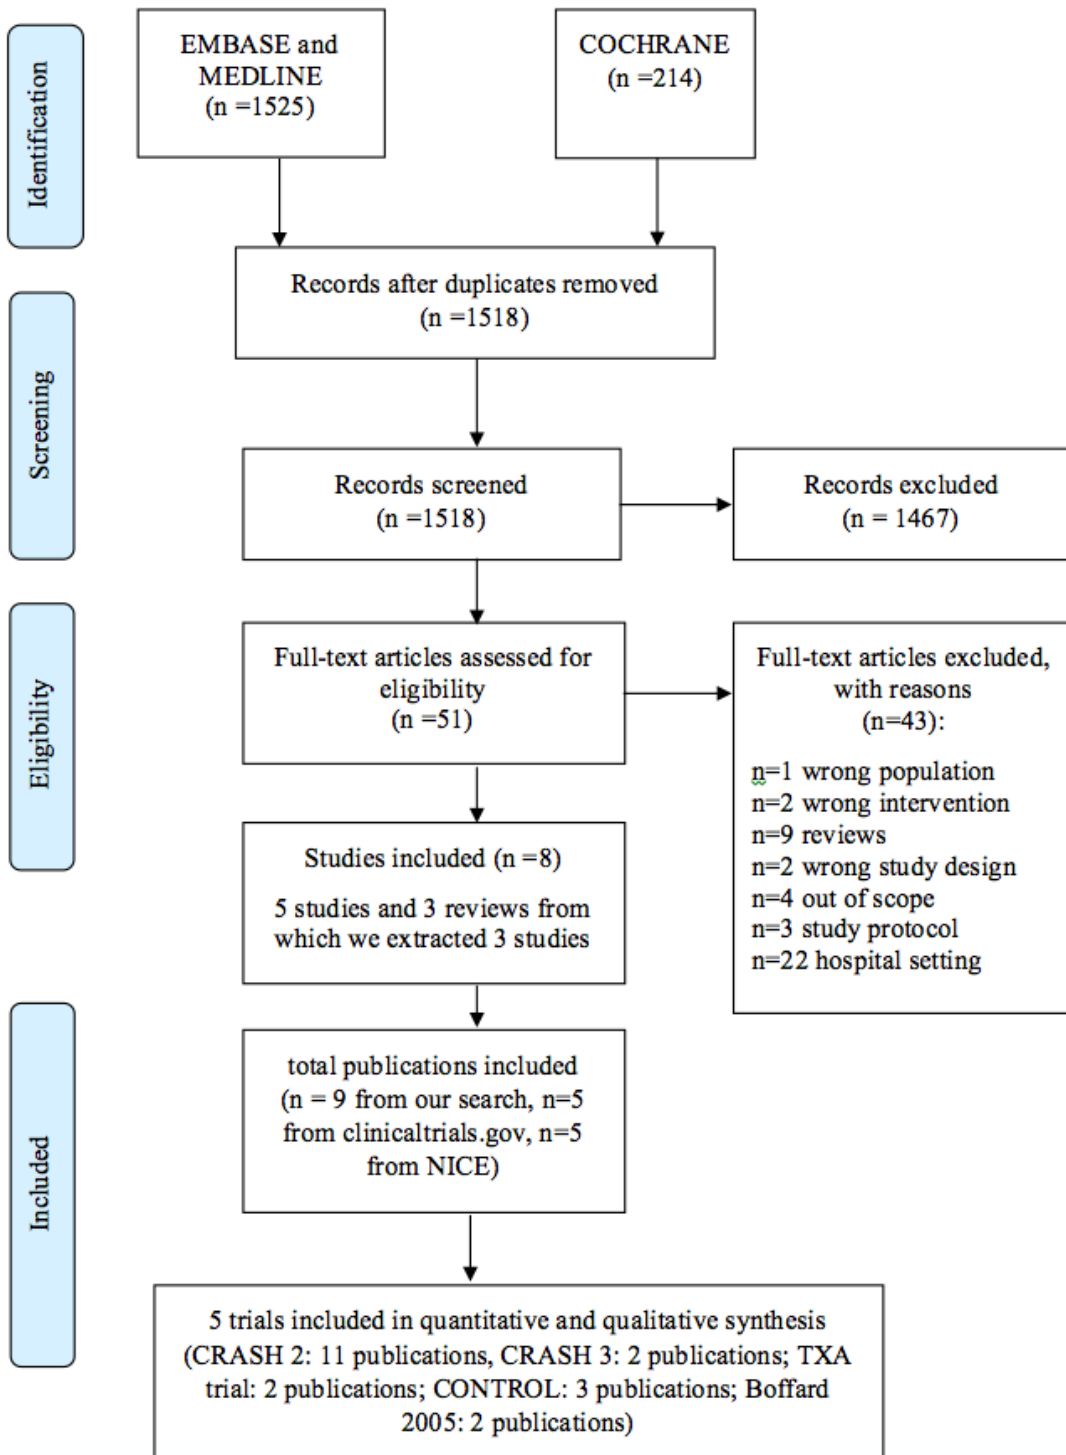 Identification
EMBASE and
MEDLINE
(n =1525)
COCHRANE
(n =214)
Records after duplicates removed
(n =1518)
Screening
Records screened
(n =1518)
Records excluded
(n = 1467)
Eligibility
Full-text articles assessed for
eligibility
(n =51)
Full-text articles excluded,
with reasons
(n=43):
n=1 wrong population
n=2 wrong intervention
n=9 reviews
n=2 wrong study design
n=4 out of scope
n=3 study protocol
n=22 hospital setting
Studies included (n =8)
5 studies and 3 reviews from
which we extracted 3 studies
Included
total publications included
(n = 9 from our search, n=5
from clinicaltrials.gov, n=5
from NICE)
5 trials included in quantitative and qualitative synthesis
(CRASH 2: 11 publications, CRASH 3: 2 publications; TXA
trial: 2 publications; CONTROL: 3 publications; Boffard
2005: 2 publications)